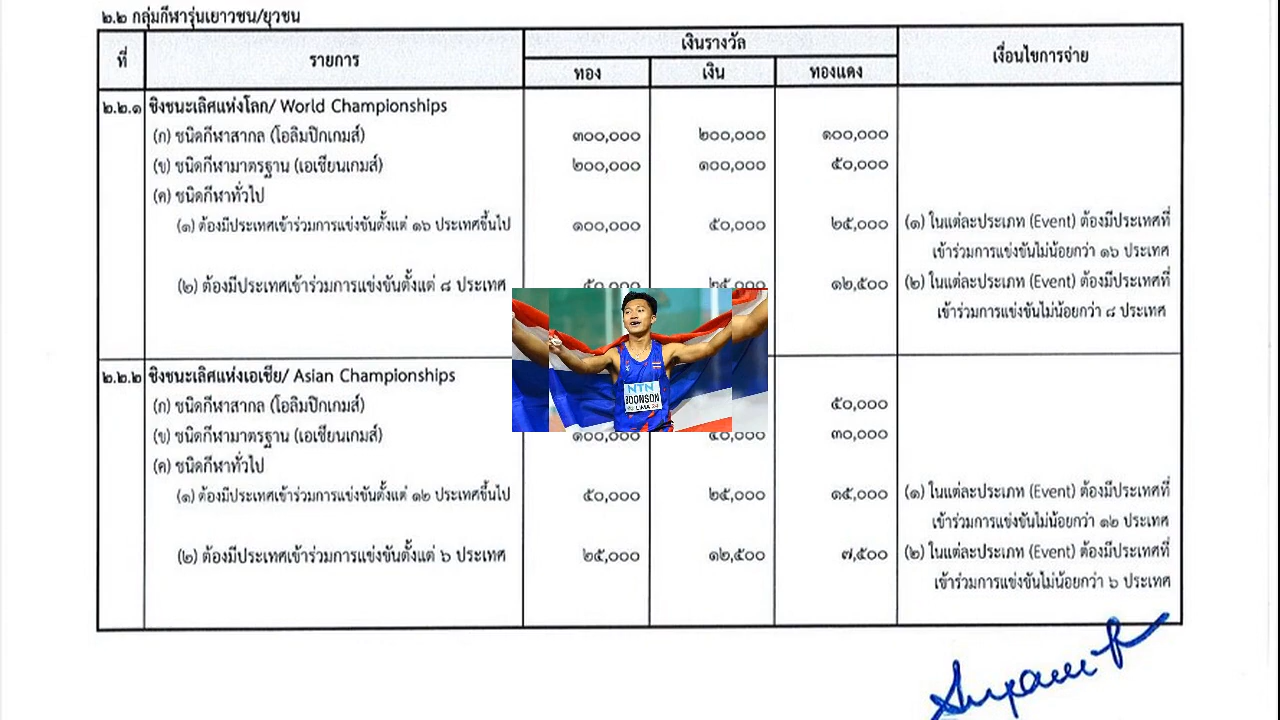 ๒.๒ กลุ่มกีฬารุ่นเยาวชน/ยุวชน
ที่ รายการ เงินรางวัล เงื่อนไขการจ่าย
ทอง เงิน ทองแดง
๒.๒.๑ ชิงชนะเลิศแห่งโลก/ World Championships
(ก) ชนิดกีฬาสากล (โอลิมปิกเกมส์) ๓๐๐,๐๐๐ ๒๐๐,๐๐๐ ๑๐๐,๐๐๐
(ข) ชนิดกีฬามาตรฐาน (เอเชียนเกมส์) ๒๐๐,๐๐๐ ๑๐๐,๐๐๐ ๕๐,๐๐๐
(ค) ชนิดกีฬาทั่วไป
(๑) ต้องมีประเทศเข้าร่วมการแข่งขันตั้งแต่ ๑๖ ประเทศขึ้นไป ๑๐๐,๐๐๐ ๕๐,๐๐๐ ๒๕,๐๐๐ (๑) ในแต่ละประเภท (Event) ต้องมีประเทศที่
เข้าร่วมการแข่งขันไม่น้อยกว่า ๑๖ ประเทศ
(๒) ต้องมีประเทศเข้าร่วมการแข่งขันตั้งแต่ ๘ ประเทศ ๕๐,๐๐๐ ๒๕,๐๐๐ ๑๒,๕๐๐ (๒) ในแต่ละประเภท (Event) ต้องมีประเทศที่
เข้าร่วมการแข่งขันไม่น้อยกว่า ๘ ประเทศ
NTN
BOONSON
LIMA 24
๒.๒.๒ ชิงชนะเลิศแห่งเอเชีย/ Asian Championships
(ก) ชนิดกีฬาสากล (โอลิมปิกเกมส์) ๕๐,๐๐๐
(ข) ชนิดกีฬามาตรฐาน (เอเชียนเกมส์) ๑๐๐,๐๐๐ ๕๐,๐๐๐ ๓๐,๐๐๐
(ค) ชนิดกีฬาทั่วไป
(๑) ต้องมีประเทศเข้าร่วมการแข่งขันตั้งแต่ ๑๒ ประเทศขึ้นไป ๕๐,๐๐๐ ๒๕,๐๐๐ ๑๕,๐๐๐ (๑) ในแต่ละประเภท (Event) ต้องมีประเทศที่
เข้าร่วมการแข่งขันไม่น้อยกว่า ๑๒ ประเทศ
(๒) ต้องมีประเทศเข้าร่วมการแข่งขันตั้งแต่ ๖ ประเทศ ๒๕,๐๐๐ ๑๒,๕๐๐ ๗,๕๐๐ (๒) ในแต่ละประเภท (Event) ต้องมีประเทศที่
เข้าร่วมการแข่งขันไม่น้อยกว่า ๖ ประเทศ